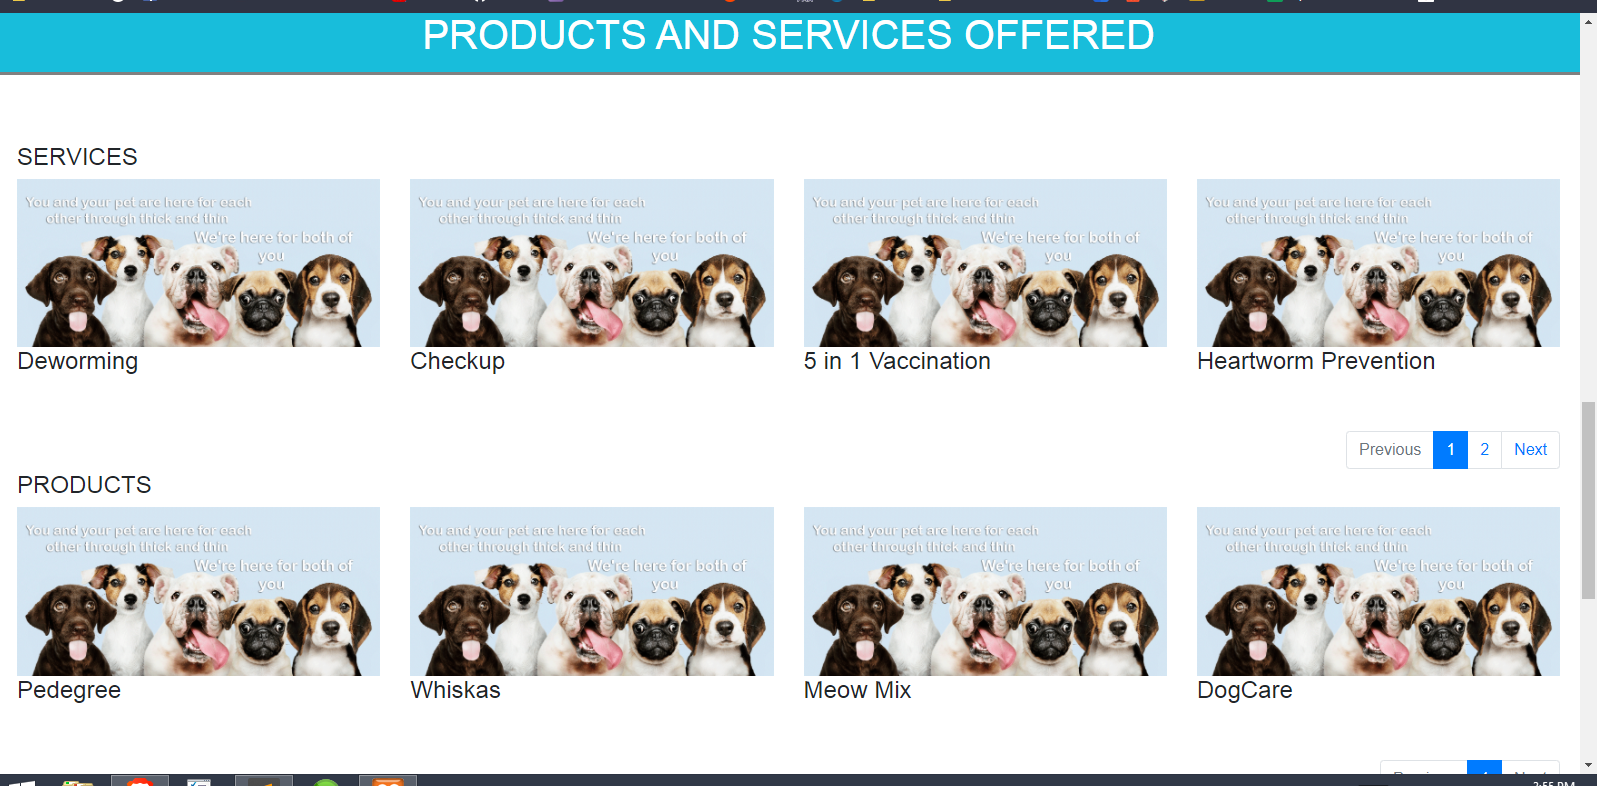 PRODUCTS AND SERVICES OFFERED
SERVICES
You and your pet are here for each
other through thick and thin
We're here for both of
you
You and your pet are here for each
other through thick and thin
We're here for both of
you
You and your pet are here for each
other through thick and thin
We're here for both of
you
You and your pet are here for each
other through thick and thin
We're here for both of
you
Deworming
Checkup
5 in 1 Vaccination
Heartworm Prevention
Previous 1 2 Next
PRODUCTS
You and your pet are here for each
other through thick and thin
We're here for both of
you
You and your pet are here for each
other through thick and thin
We're here for both of
you
You and your pet are here for each
other through thick and thin
We're here for both of
you
You and your pet are here for each
other through thick and thin
We're here for both of
you
Pedegree
Whiskas
Meow Mix
DogCare